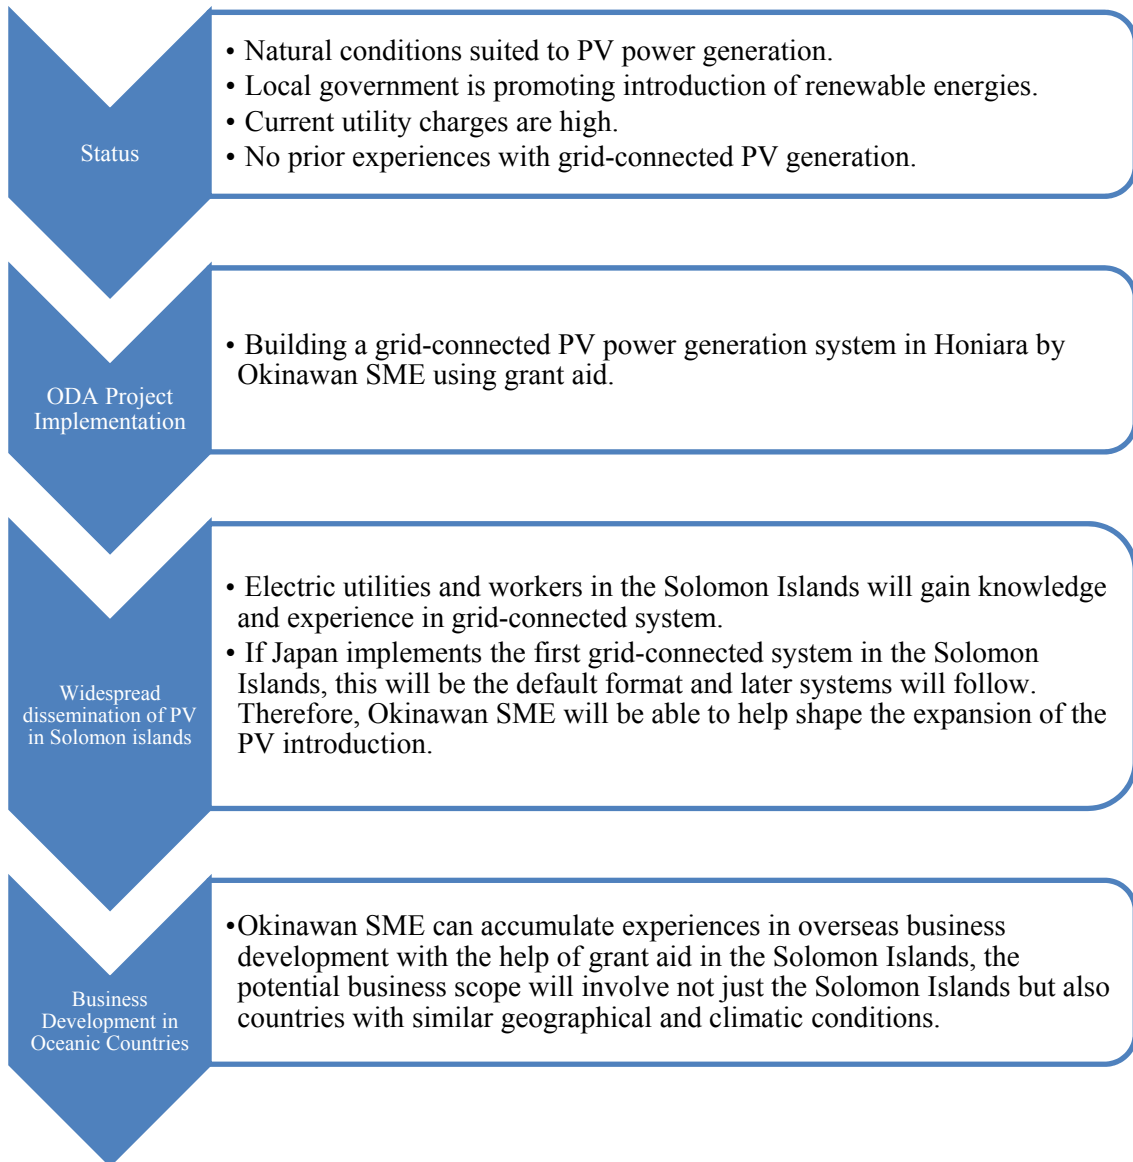 Status
• Natural conditions suited to PV power generation.
• Local government is promoting introduction of renewable energies.
• Current utility charges are high.
• No prior experiences with grid-connected PV generation.
ODA Project
Implementation
• Building a grid-connected PV power generation system in Honiara by
Okinawan SME using grant aid.
Widespread
dissemination of PV
in Solomon islands
• Electric utilities and workers in the Solomon Islands will gain knowledge
and experience in grid-connected system.
• If Japan implements the first grid-connected system in the Solomon
Islands, this will be the default format and later systems will follow.
Therefore, Okinawan SME will be able to help shape the expansion of the
PV introduction.
Business
Development in
Oceanic Countries
•Okinawan SME can accumulate experiences in overseas business
development with the help of grant aid in the Solomon Islands, the
potential business scope will involve not just the Solomon Islands but also
countries with similar geographical and climatic conditions.